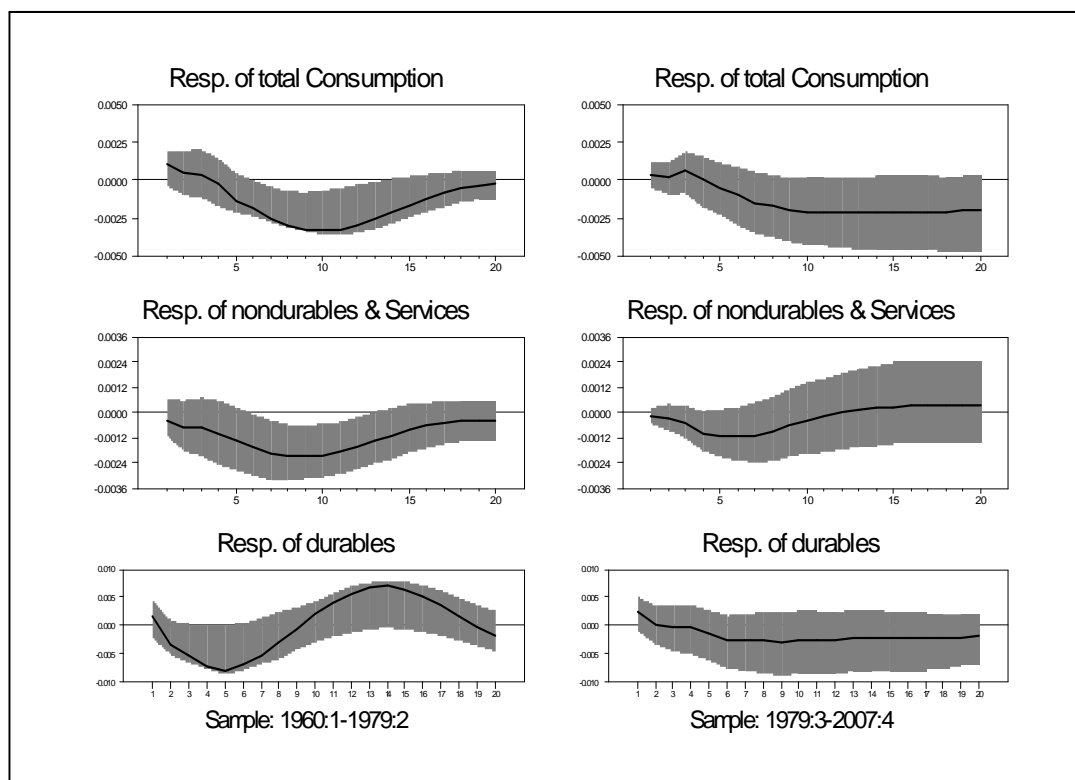 Resp. of total Consumption
0.0050
0.0025
0.0000
-0.0025
-0.0050
5 10 15 20
Resp. of total Consumption
0.0050
0.0025
0.0000
-0.0025
-0.0050
5 10 15 20
Resp. of nondurables & Services
0.0036
0.0024
0.0012
0.0000
-0.0012
-0.0024
-0.0036
5 10 15 20
Resp. of nondurables & Services
0.0036
0.0024
0.0012
0.0000
-0.0012
-0.0024
-0.0036
5 10 15 20
Resp. of durables
0.010
0.005
0.000
-0.005
-0.010
1 2 3 4 5 6 7 8 9 10 11 12 13 14 15 16 17 18 19 20
Sample: 1960:1-1979:2
Resp. of durables
0.010
0.005
0.000
-0.005
-0.010
1 2 3 4 5 6 7 8 9 10 11 12 13 14 15 16 17 18 19 20
Sample: 1979:3-2007:4